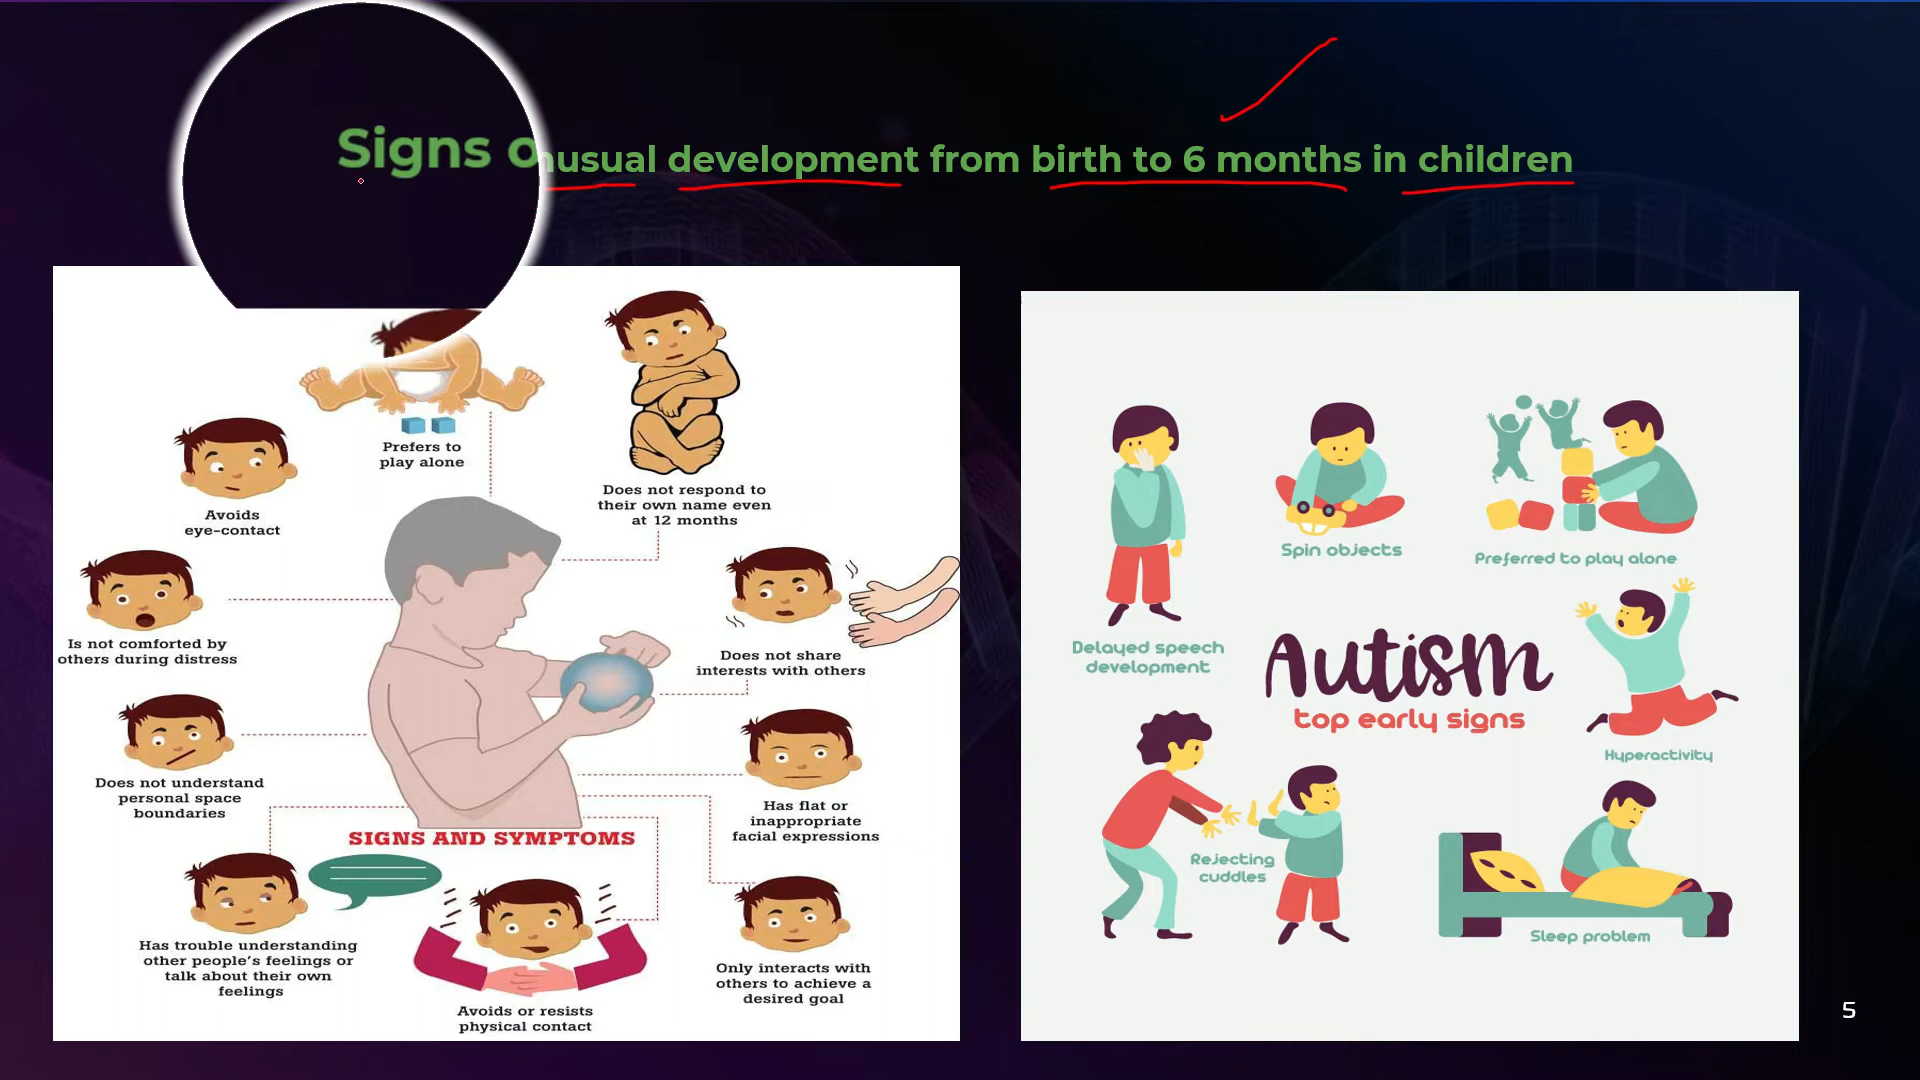 Signs o nusual development from birth to 6 months in children
Prefers to
play alone
Does not respond to
their own name even
at 12 months
Avoids
eye-contact
Is not comforted by
others during distress
Does not share
interests with others
Does not understand
personal space
boundaries
Has flat or
inappropriate
facial expressions
SIGNS AND SYMPTOMS
Has trouble understanding
other people's feelings or
talk about their own
feelings
Only interacts with
others to achieve a
desired goal
Avoids or resists
physical contact
Spin objects
Preferred to play alone
Delayed speech
development
Autism
top early signs
Hyperactivity
Rejecting
cuddles
Sleep problem
5